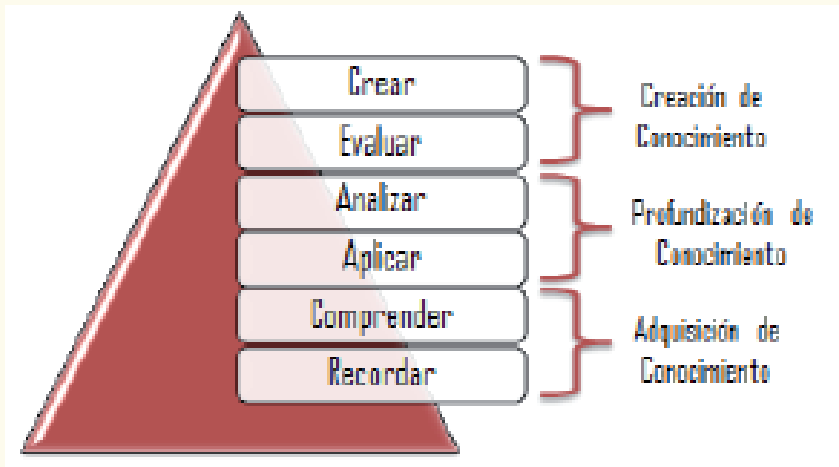 Crear
Evaluar
Analizar
Aplicar
Comprender
Recordar
Creación de
Conocimiento
Profundización de
Conocimiento
Adquisición de
Conocimiento